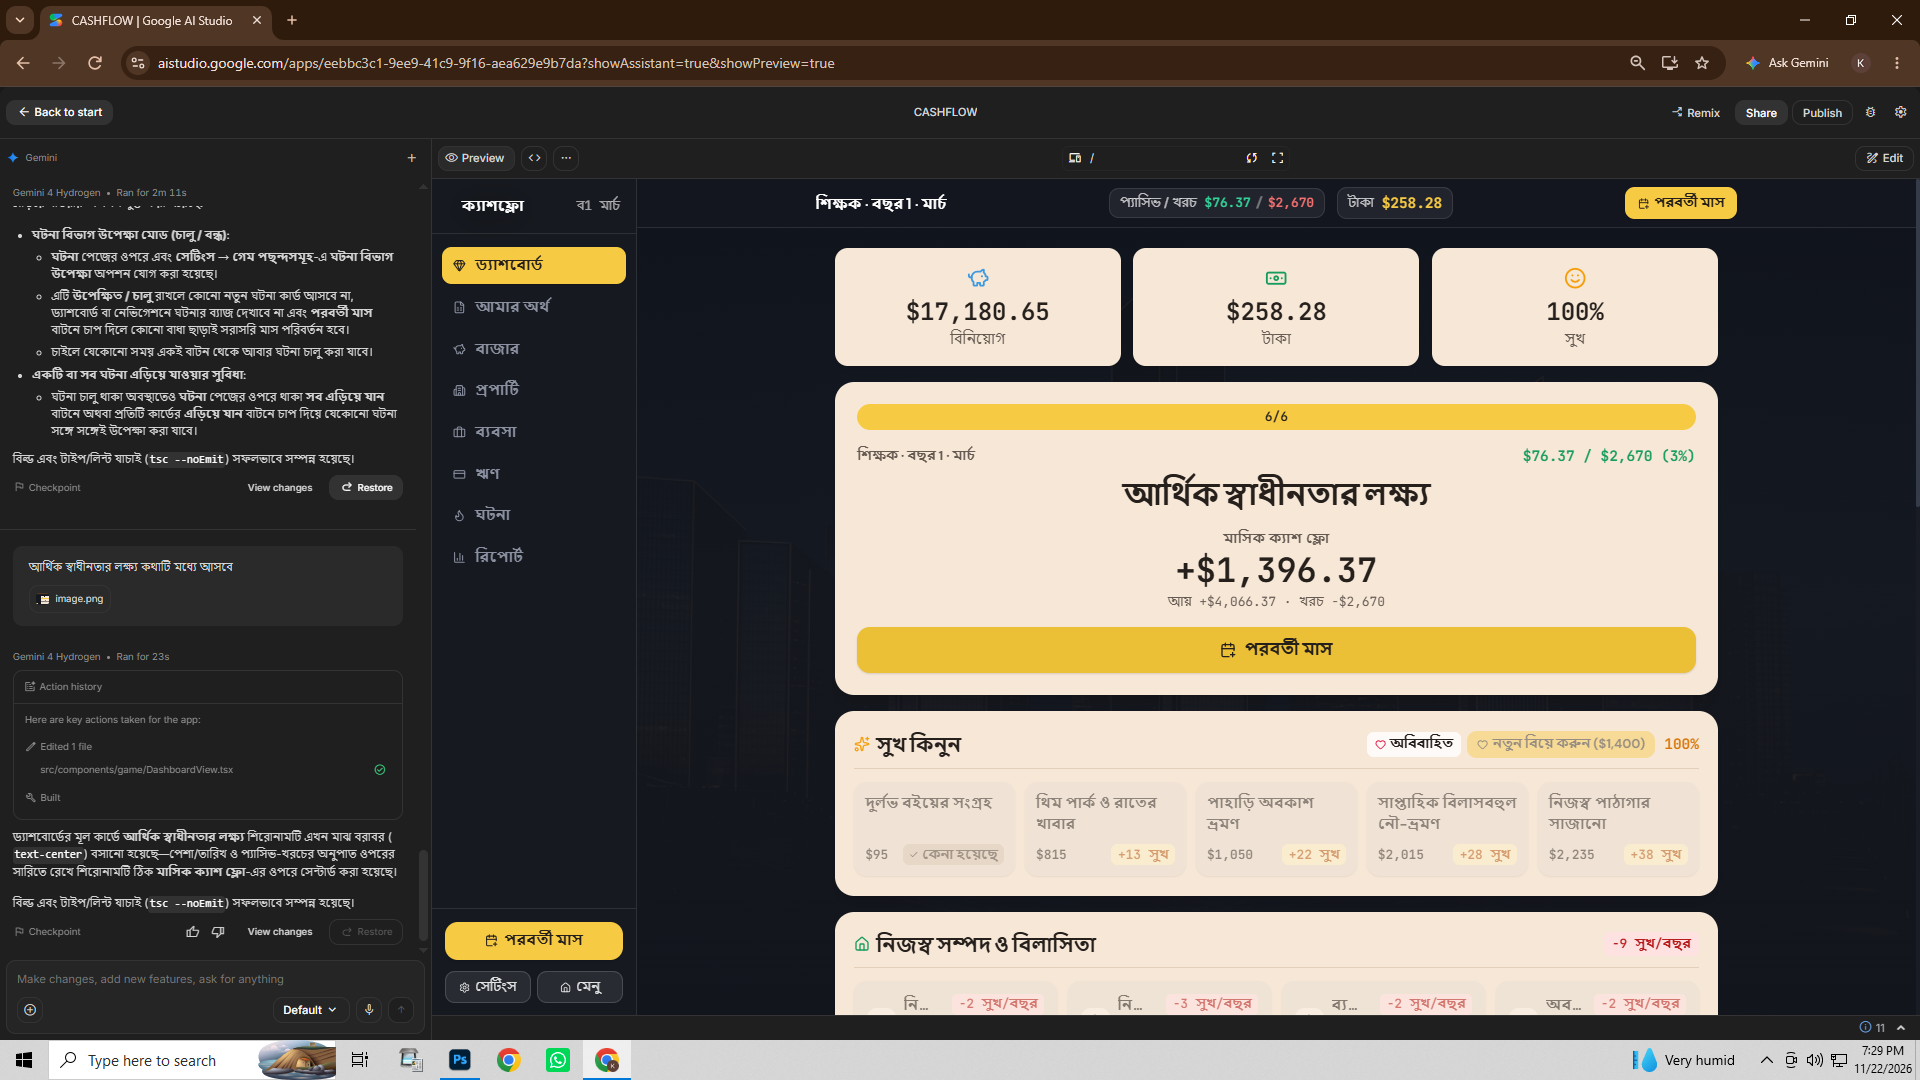 CASHFLOW | Google AI Studio
aistudio.google.com/apps/eebbc3c1-9ee9-41c9-9f16-aea629e9b7da?showAssistant=true&showPreview=true
Ask Gemini
K
Back to start
CASHFLOW
Remix
Share
Publish
Gemini
Gemini 4 Hydrogen • Ran for 2m 11s
• ঘটনা বিভাগ উপেক্ষা মোড (চালু / বন্ধ):
ঘটনা পেজের ওপরে এবং সেটিংস → গেম পছন্দসমূহ-এ ঘটনা বিভাগ
উপেক্ষা অপশন যোগ করা হয়েছে।
এটি উপেক্ষিত / চালু রাখলে কোনো নতুন ঘটনা কার্ড আসবে না,
ড্যাশবোর্ড বা নেভিগেশনে ঘটনার ব্যাজ দেখাবে না এবং পরবর্তী মাস
বাটনে চাপ দিলে কোনো বাধা ছাড়াই সরাসরি মাস পরিবর্তন হবে।
চাইলে যেকোনো সময় একই বাটন থেকে আবার ঘটনা চালু করা যাবে।
• একটি বা সব ঘটনা এড়িয়ে যাওয়ার সুবিধা:
ঘটনা চালু থাকা অবস্থাতেও ঘটনা পেজের ওপরে থাকা সব এড়িয়ে যান
বাটনে অথবা প্রতিটি কার্ডের এড়িয়ে যান বাটনে চাপ দিয়ে যেকোনো ঘটনা
সঙ্গে সঙ্গেই উপেক্ষা করা যাবে।
বিল্ড এবং টাইপ/লিন্ট যাচাই (tsc --noEmit) সফলভাবে সম্পন্ন হয়েছে।
Checkpoint
View changes
Restore
আর্থিক স্বাধীনতার লক্ষ্য কথাটি মধ্যে আসবে
image.png
Gemini 4 Hydrogen • Ran for 23s
Action history
Here are key actions taken for the app:
Edited 1 file
src/components/game/DashboardView.tsx
Built
ড্যাশবোর্ডের মূল কার্ডে আর্থিক স্বাধীনতার লক্ষ্য শিরোনামটি এখন মাঝ বরাবর (
text-center) বসানো হয়েছে—পেশা/তারিখ ও প্যাসিভ-খরচের অনুপাত ওপরের
সারিতে রেখে শিরোনামটি ঠিক মাসিক ক্যাশ ফ্লো-এর ওপরে সেন্টার্ড করা হয়েছে।
বিল্ড এবং টাইপ/লিন্ট যাচাই (tsc --noEmit) সফলভাবে সম্পন্ন হয়েছে।
Checkpoint
View changes
Restore
Make changes, add new features, ask for anything
Default
Preview
/
Edit
ক্যাশফ্লো
ব1 মার্চ
ড্যাশবোর্ড
আমার অর্থ
বাজার
প্রপার্টি
ব্যবসা
ঋণ
ঘটনা
রিপোর্ট
পরবর্তী মাস
সেটিংস
মেনু
শিক্ষক · বছর 1 · মার্চ
প্যাসিভ / খরচ $76.37 / $2,670
টাকা $258.28
পরবর্তী মাস
$17,180.65
বিনিয়োগ
$258.28
টাকা
100%
সুখ
6/6
শিক্ষক · বছর 1 · মার্চ
$76.37 / $2,670 (3%)
আর্থিক স্বাধীনতার লক্ষ্য
মাসিক ক্যাশ ফ্লো
+$1,396.37
আয় +$4,066.37 · খরচ -$2,670
পরবর্তী মাস
সুখ কিনুন
অবিবাহিত
নতুন বিয়ে করুন ($1,400)
100%
দুর্লভ বইয়ের সংগ্রহ
$95
✓ কেনা হয়েছে
থিম পার্ক ও রাতের
খাবার
$815
+13 সুখ
পাহাড়ি অবকাশ
ভ্রমণ
$1,050
+22 সুখ
সাপ্তাহিক বিলাসবহুল
নৌ-ভ্রমণ
$2,015
+28 সুখ
নিজস্ব পাঠাগার
সাজানো
$2,235
+38 সুখ
নিজস্ব সম্পদ ও বিলাসিতা
-9 সুখ/বছর
নি...
-2 সুখ/বছর
নি...
-3 সুখ/বছর
ব্য...
-2 সুখ/বছর
অব...
-2 সুখ/বছর
11
Type here to search
Ps
Very humid
7:29 PM
11/22/2026